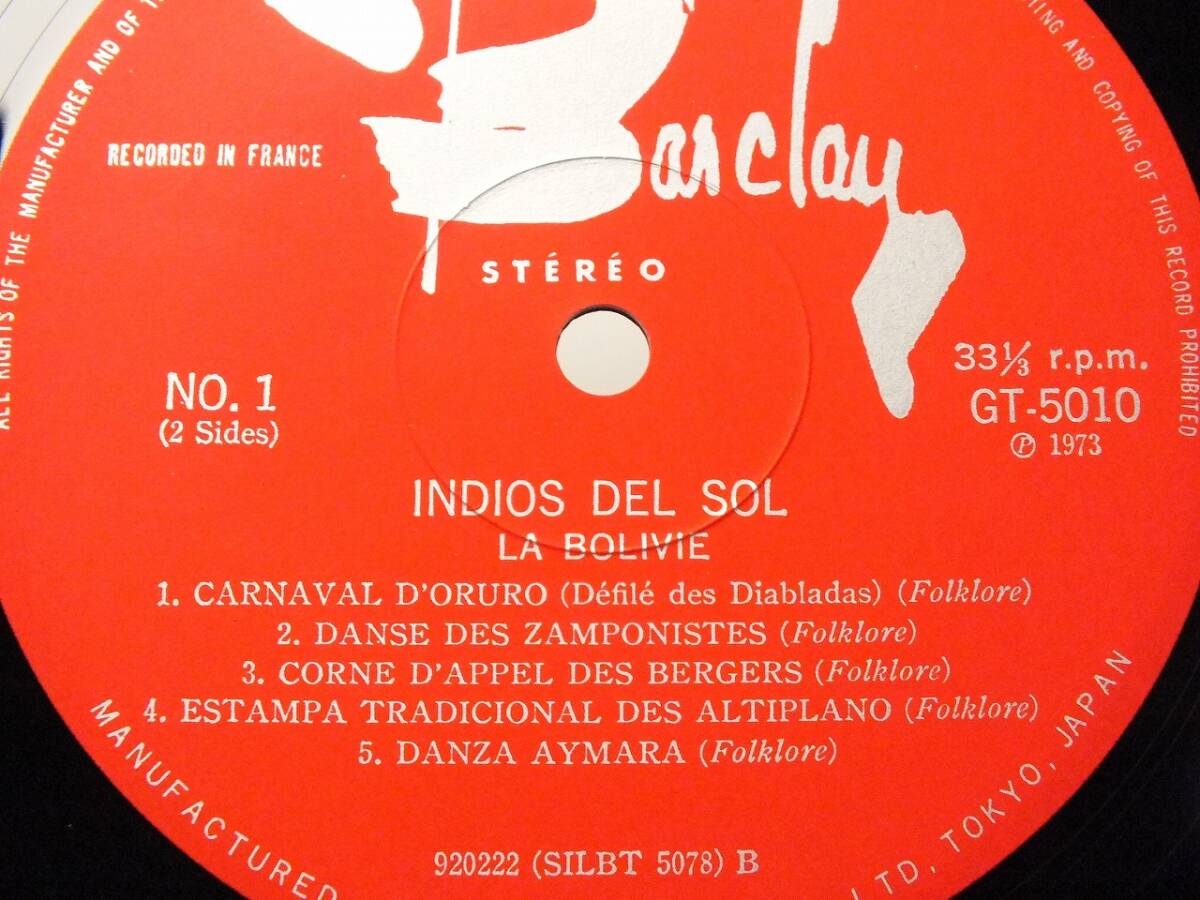 ALL RIGHTS OF THE MANUFACTURER AND OF
AND COPYING OF THIS RECORD PROHIBITED
Barclay
RECORDED IN FRANCE
STÉRÉO
NO. 1
(2 Sides)
33⅓ r.p.m.
GT-5010
Ⓟ 1973
INDIOS DEL SOL
LA BOLIVIE
1. CARNAVAL D'ORURO (Défilé des Diabladas) (Folklore)
2. DANSE DES ZAMPONISTES (Folklore)
3. CORNE D'APPEL DES BERGERS (Folklore)
4. ESTAMPA TRADICIONAL DES ALTIPLANO (Folklore)
5. DANZA AYMARA (Folklore)
920222 (SILBT 5078) B
MANUFACTURED
LTD, TOKYO, JAPAN